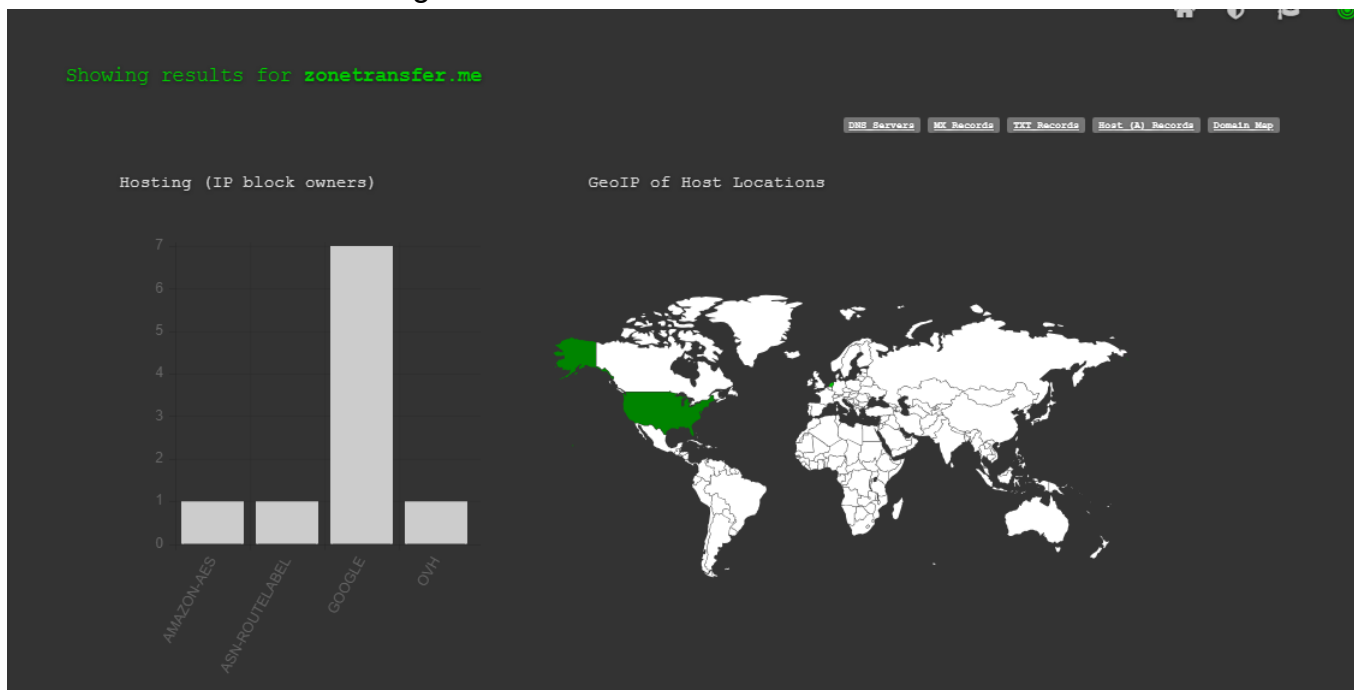 Showing results for zonetransfer.me
DNS Servers MX Records TXT Records Host (A) Records Domain Map
Hosting (IP block owners)
GeoIP of Host Locations
7
6
5
4
3
2
1
0
AMAZON-AES
ASN-ROUTELABEL
GOOGLE
OVH